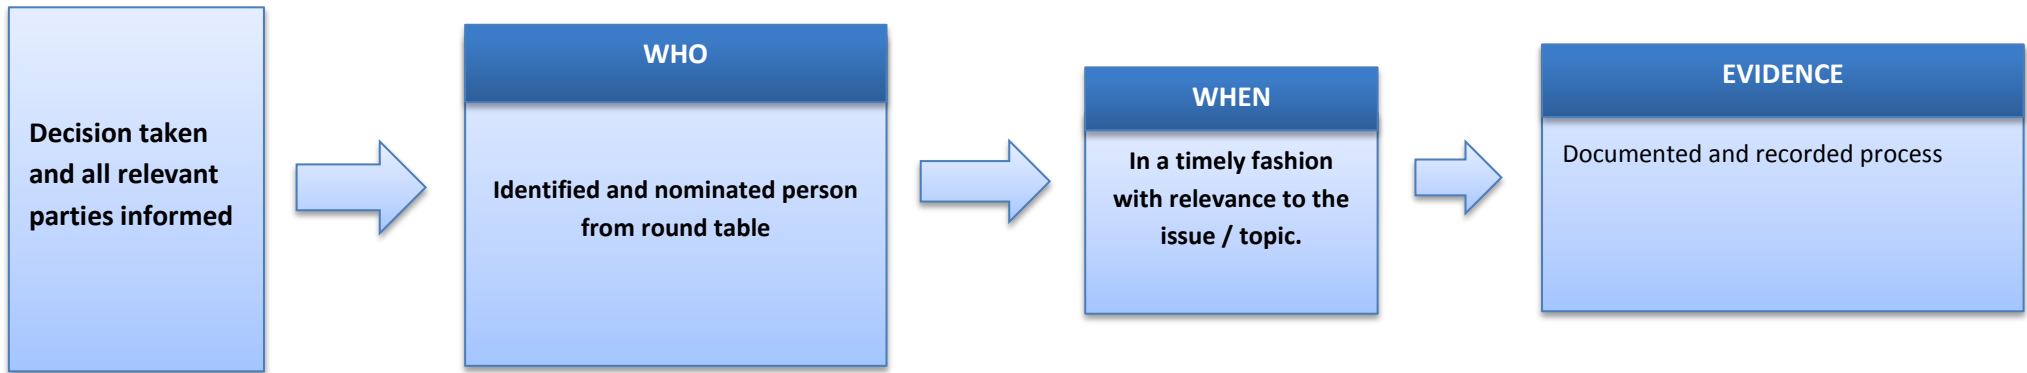 Decision taken
and all relevant
parties informed
WHO
Identified and nominated person
from round table
WHEN
In a timely fashion
with relevance to the
issue / topic.
EVIDENCE
Documented and recorded process